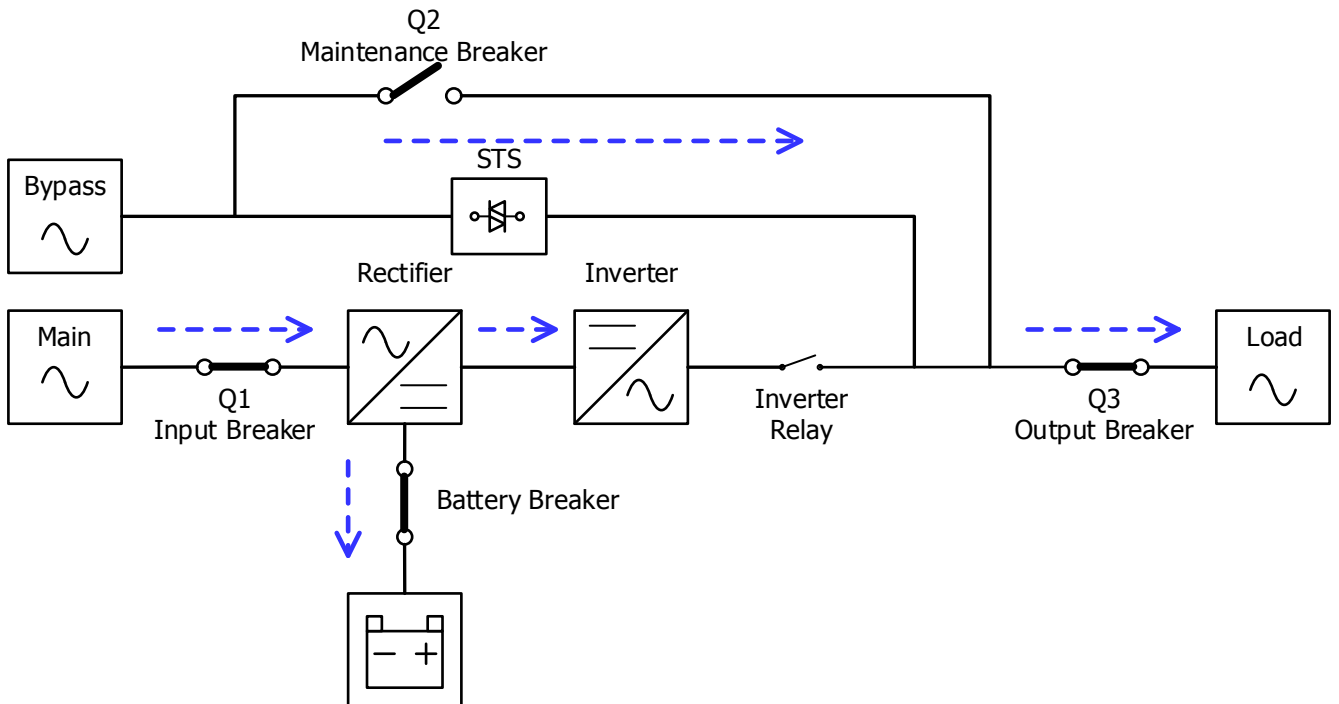 Q2
Maintenance Breaker
STS
Bypass
Rectifier
Inverter
Main
Load
Q1
Input Breaker
Inverter
Relay
Q3
Output Breaker
Battery Breaker
− +